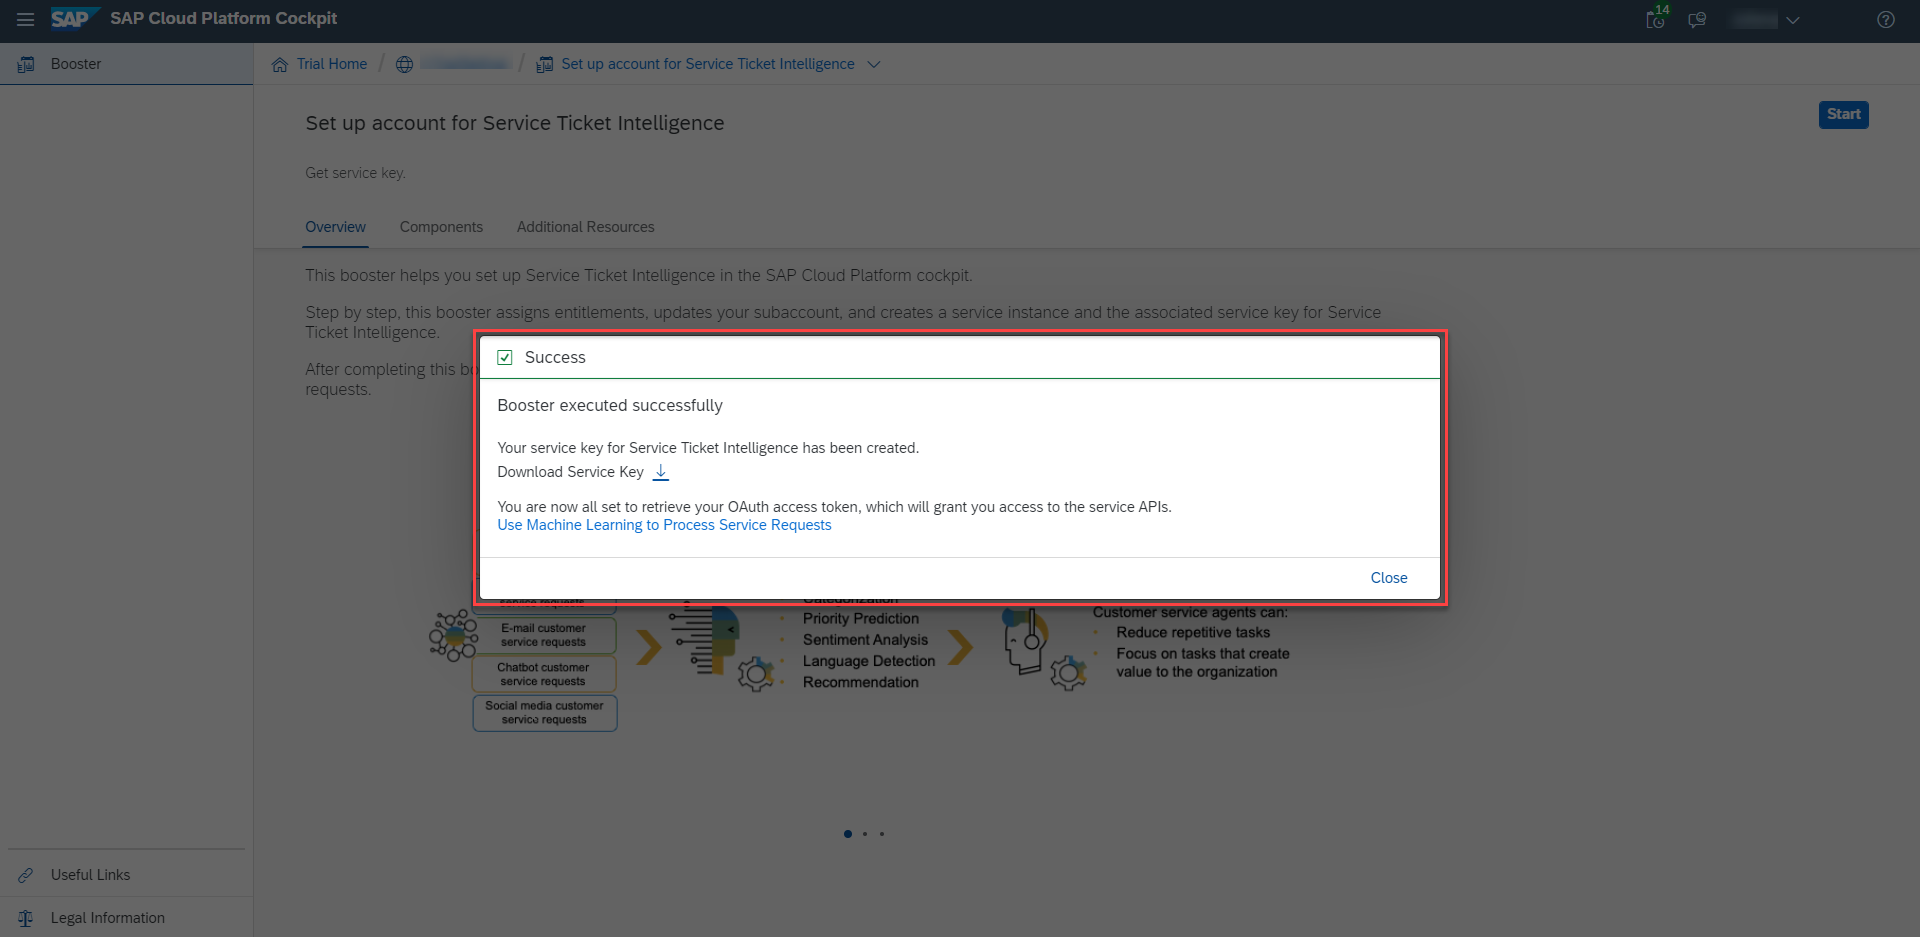 SAP SAP Cloud Platform Cockpit
14
Booster
Trial Home / / Set up account for Service Ticket Intelligence
Set up account for Service Ticket Intelligence
Start
Get service key.
Overview Components Additional Resources
This booster helps you set up Service Ticket Intelligence in the SAP Cloud Platform cockpit.
Step by step, this booster assigns entitlements, updates your subaccount, and creates a service instance and the associated service key for Service
Ticket Intelligence.
After completing this
requests.
Success
Booster executed successfully
Your service key for Service Ticket Intelligence has been created.
Download Service Key
You are now all set to retrieve your OAuth access token, which will grant you access to the service APIs.
Use Machine Learning to Process Service Requests
Close
service requests
E-mail customer
service requests
Chatbot customer
service requests
Social media customer
service requests
Categorization
Priority Prediction
Sentiment Analysis
Language Detection
Recommendation
Customer service agents can:
Reduce repetitive tasks
Focus on tasks that create
value to the organization
Useful Links
Legal Information